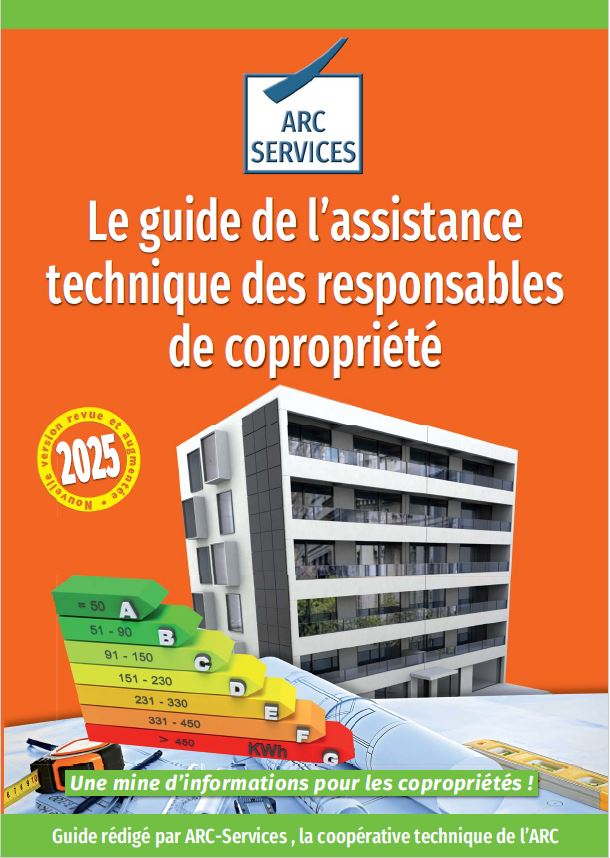 ARC
SERVICES
Le guide de l'assistance
technique des responsables
de copropriété
Nouvelle version revue et augmentée •
2025
= 50 A
51 - 90 B
91 - 150 C
151 - 230 D
231 - 330 E
331 - 450 F
> 450 KWh G
Une mine d'informations pour les copropriétés !
Guide rédigé par ARC-Services , la coopérative technique de l'ARC